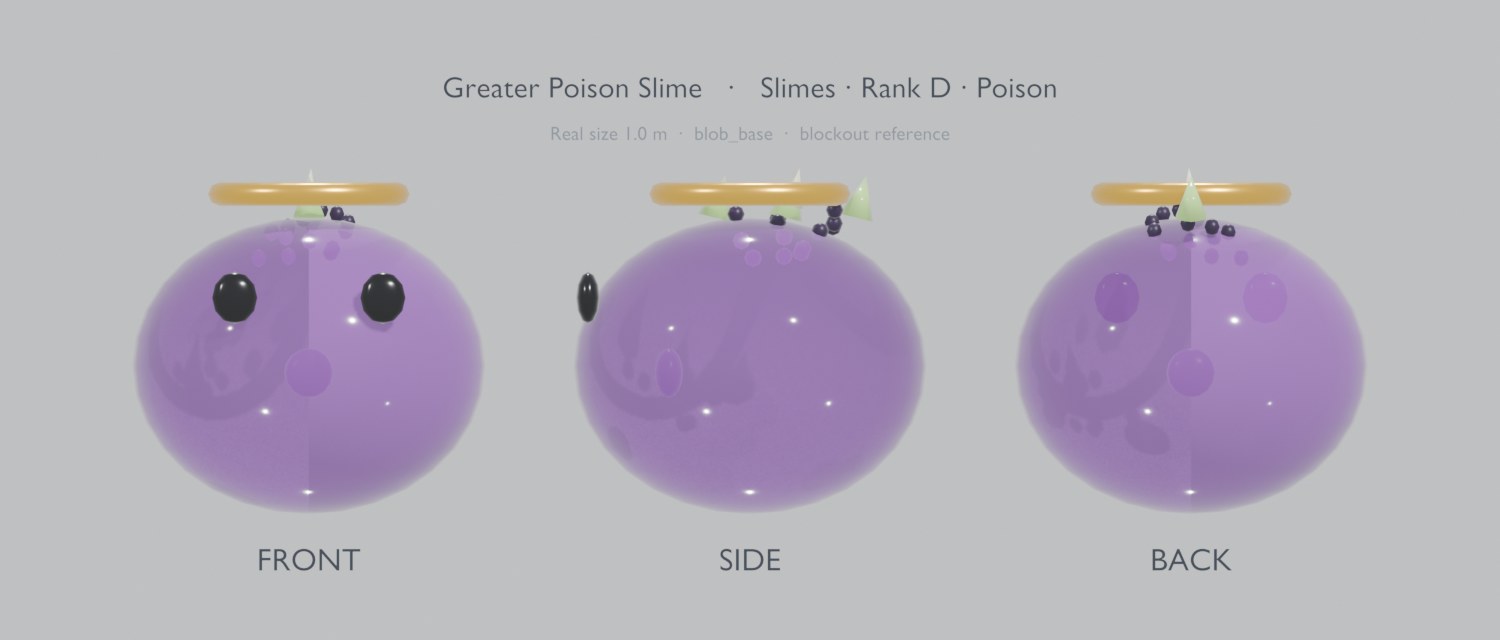 Greater Poison Slime · Slimes · Rank D · Poison
Real size 1.0 m · blob_base · blockout reference
FRONT SIDE BACK